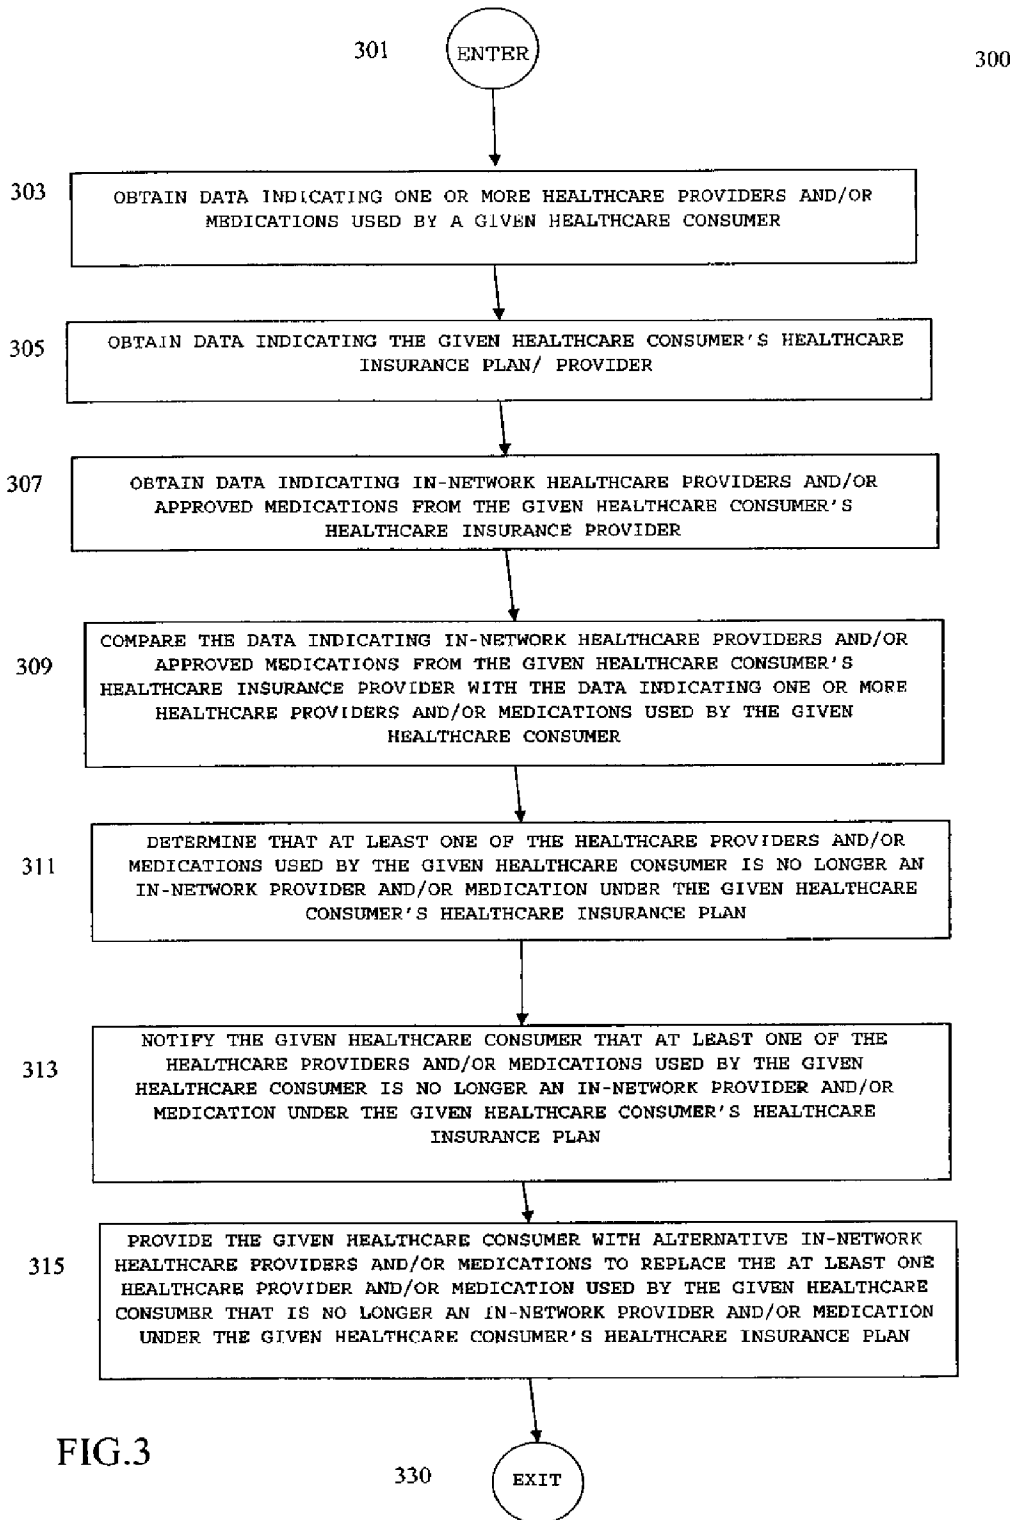 301
ENTER
300
303
OBTAIN DATA INDICATING ONE OR MORE HEALTHCARE PROVIDERS AND/OR
MEDICATIONS USED BY A GIVEN HEALTHCARE CONSUMER
305
OBTAIN DATA INDICATING THE GIVEN HEALTHCARE CONSUMER'S HEALTHCARE
INSURANCE PLAN/ PROVIDER
307
OBTAIN DATA INDICATING IN-NETWORK HEALTHCARE PROVIDERS AND/OR
APPROVED MEDICATIONS FROM THE GIVEN HEALTHCARE CONSUMER'S
HEALTHCARE INSURANCE PROVIDER
309
COMPARE THE DATA INDICATING IN-NETWORK HEALTHCARE PROVIDERS AND/OR
APPROVED MEDICATIONS FROM THE GIVEN HEALTHCARE CONSUMER'S
HEALTHCARE INSURANCE PROVIDER WITH THE DATA INDICATING ONE OR MORE
HEALTHCARE PROVIDERS AND/OR MEDICATIONS USED BY THE GIVEN
HEALTHCARE CONSUMER
311
DETERMINE THAT AT LEAST ONE OF THE HEALTHCARE PROVIDERS AND/OR
MEDICATIONS USED BY THE GIVEN HEALTHCARE CONSUMER IS NO LONGER AN
IN-NETWORK PROVIDER AND/OR MEDICATION UNDER THE GIVEN HEALTHCARE
CONSUMER'S HEALTHCARE INSURANCE PLAN
313
NOTIFY THE GIVEN HEALTHCARE CONSUMER THAT AT LEAST ONE OF THE
HEALTHCARE PROVIDERS AND/OR MEDICATIONS USED BY THE GIVEN
HEALTHCARE CONSUMER IS NO LONGER AN IN-NETWORK PROVIDER AND/OR
MEDICATION UNDER THE GIVEN HEALTHCARE CONSUMER'S HEALTHCARE
INSURANCE PLAN
315
PROVIDE THE GIVEN HEALTHCARE CONSUMER WITH ALTERNATIVE IN-NETWORK
HEALTHCARE PROVIDERS AND/OR MEDICATIONS TO REPLACE THE AT LEAST ONE
HEALTHCARE PROVIDER AND/OR MEDICATION USED BY THE GIVEN HEALTHCARE
CONSUMER THAT IS NO LONGER AN IN-NETWORK PROVIDER AND/OR MEDICATION
UNDER THE GIVEN HEALTHCARE CONSUMER'S HEALTHCARE INSURANCE PLAN
FIG.3
330
EXIT